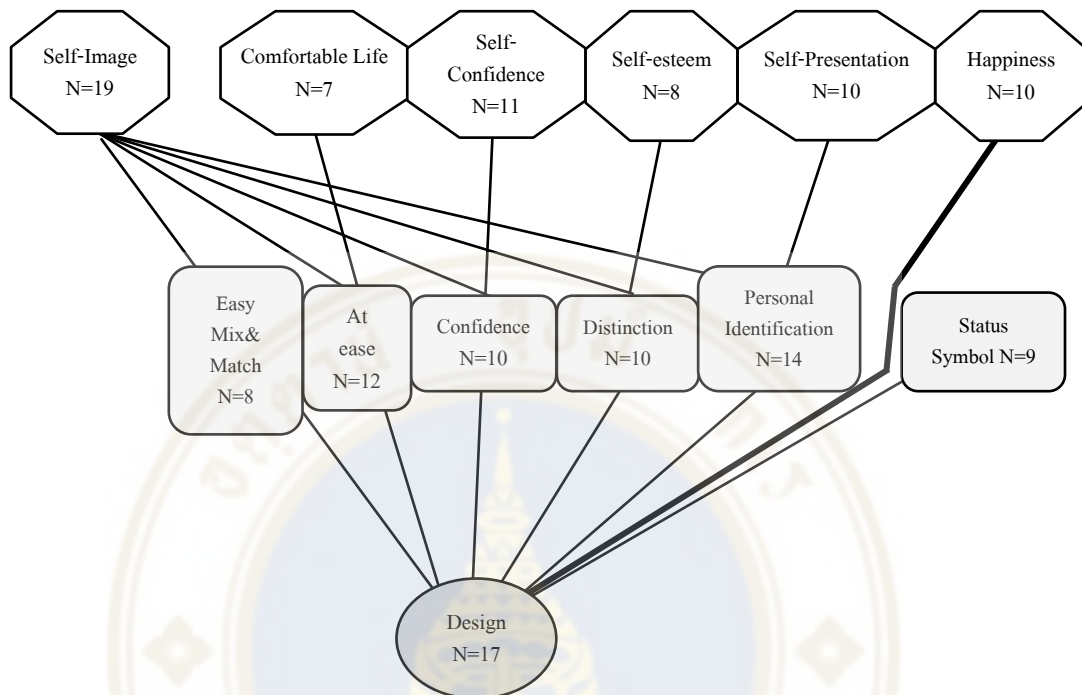 Self-Image
N=19
Comfortable Life
N=7
Self-
Confidence
N=11
Self-esteem
N=8
Self-Presentation
N=10
Happiness
N=10
Easy
Mix&
Match
N=8
At
ease
N=12
Confidence
N=10
Distinction
N=10
Personal
Identification
N=14
Status
Symbol N=9
Design
N=17